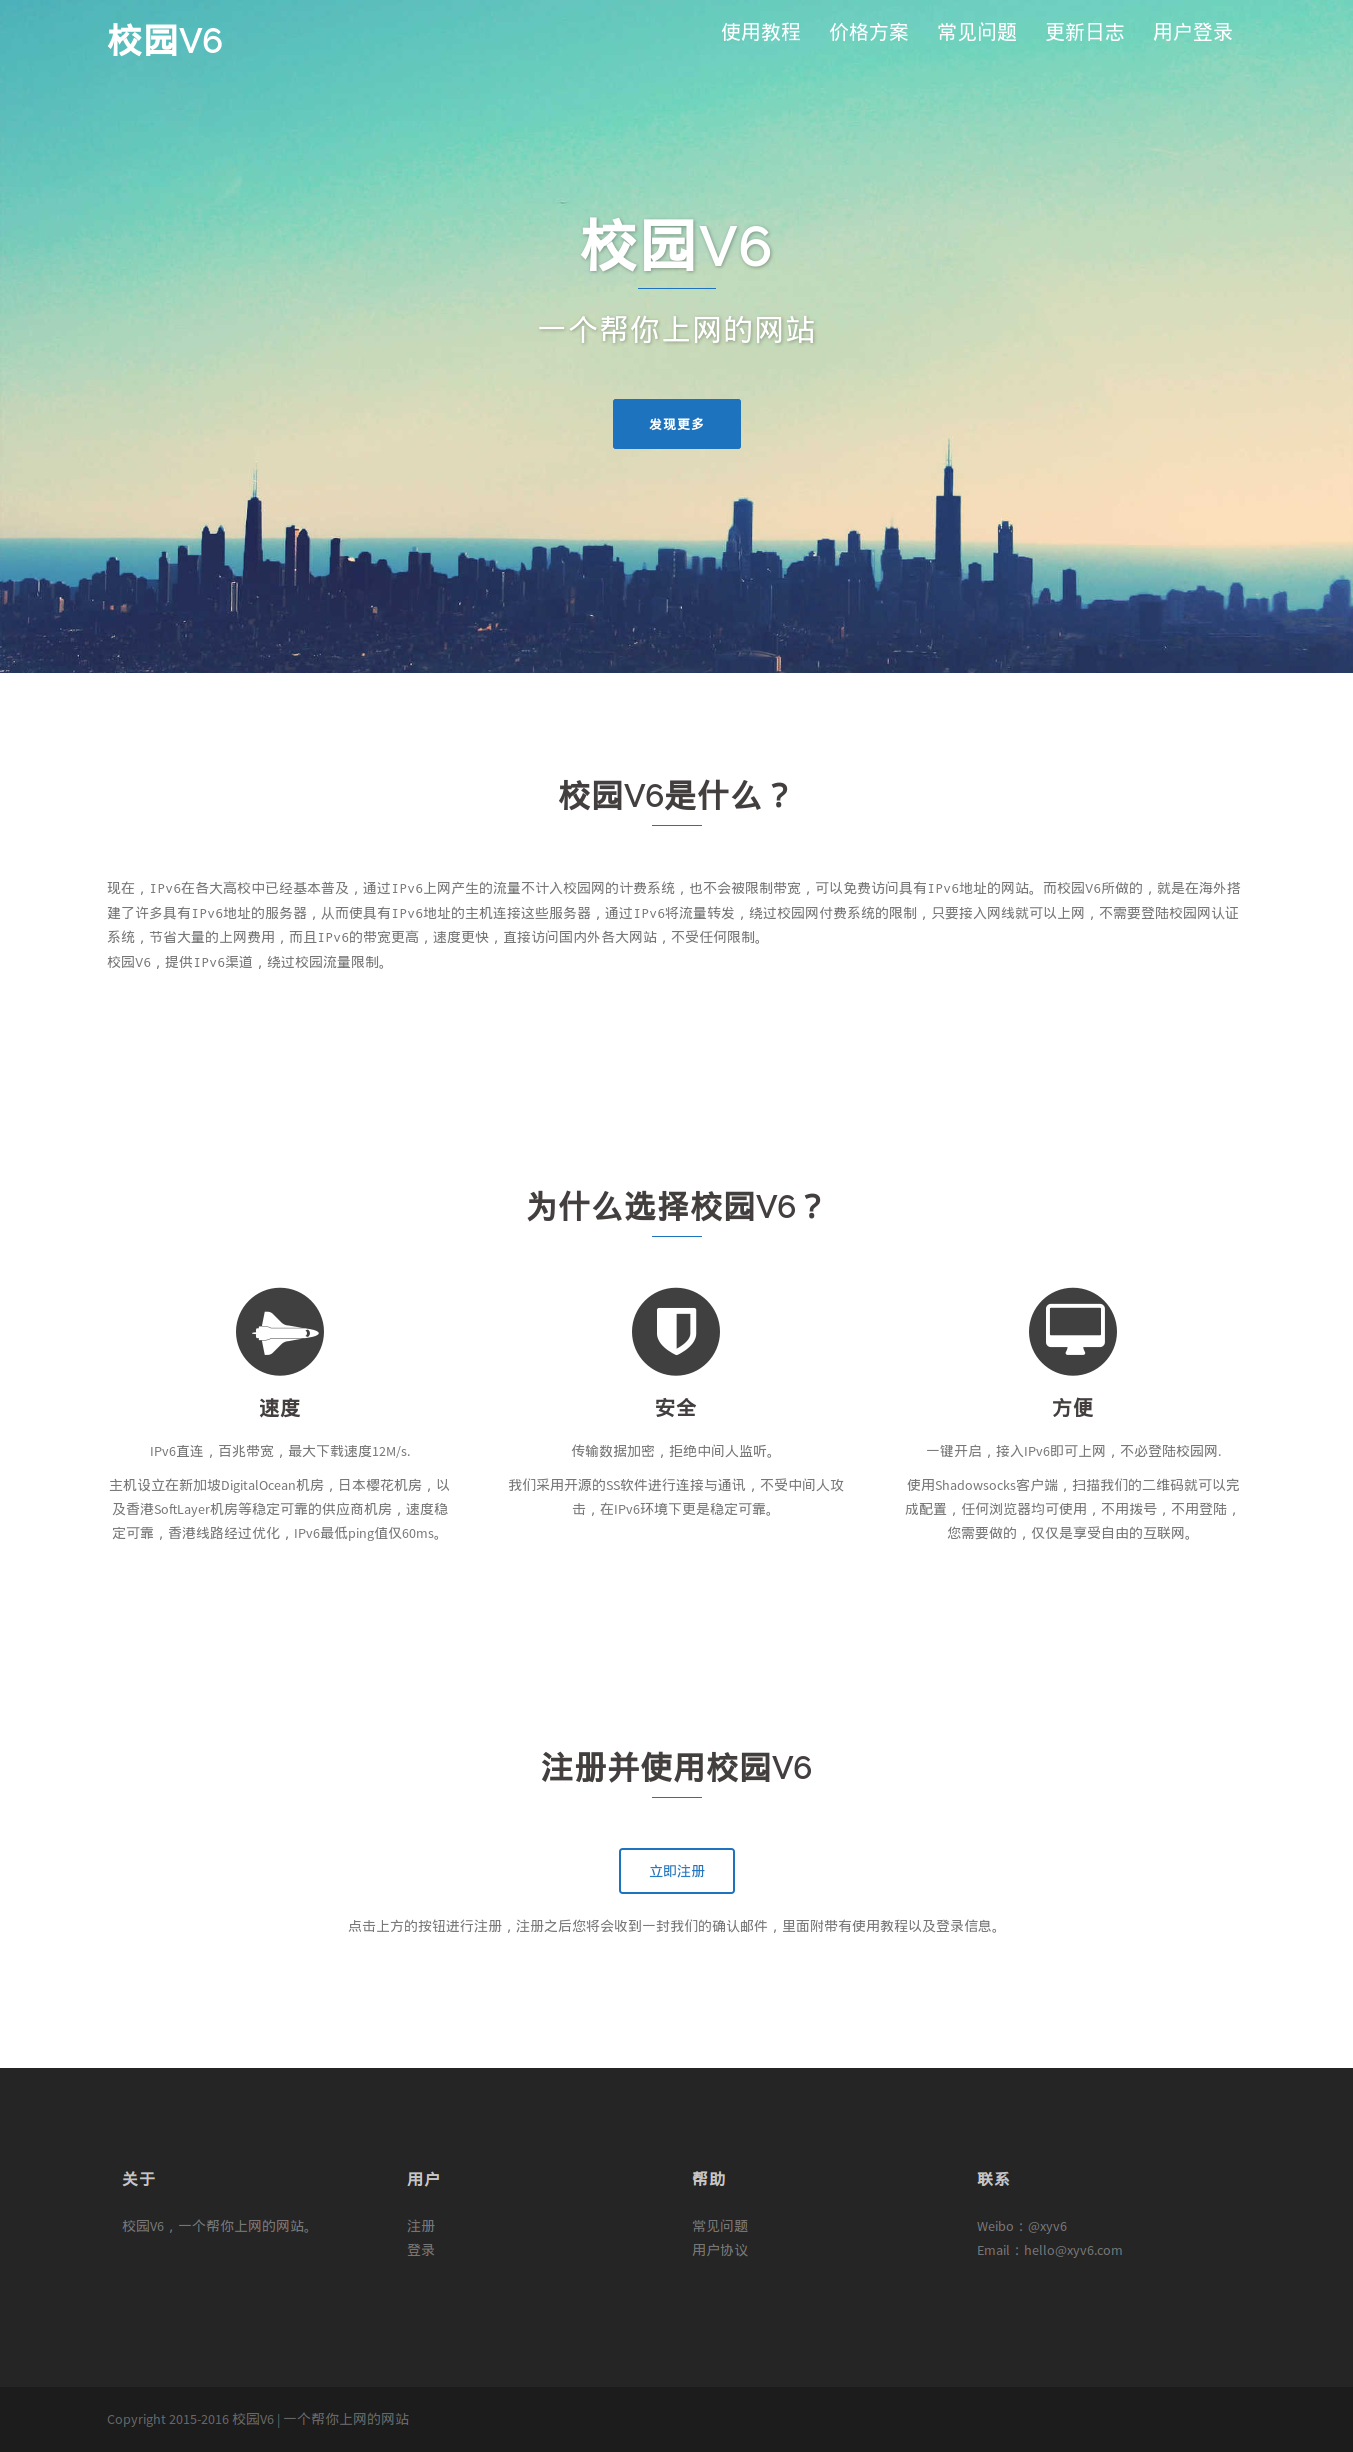 校园V6
使用教程 价格方案 常见问题 更新日志 用户登录
校园V6
一个帮你上网的网站
发现更多
校园V6是什么？
现在，IPv6在各大高校中已经基本普及，通过IPv6上网产生的流量不计入校园网的计费系统，也不会被限制带宽，可以免费访问具有IPv6地址的网站。而校园V6所做的，就是在海外搭
建了许多具有IPv6地址的服务器，从而使具有IPv6地址的主机连接这些服务器，通过IPv6将流量转发，绕过校园网付费系统的限制，只要接入网线就可以上网，不需要登陆校园网认证
系统，节省大量的上网费用，而且IPv6的带宽更高，速度更快，直接访问国内外各大网站，不受任何限制。
校园V6，提供IPv6渠道，绕过校园流量限制。
为什么选择校园V6？
速度
IPv6直连，百兆带宽，最大下载速度12M/s.
主机设立在新加坡DigitalOcean机房，日本樱花机房，以
及香港SoftLayer机房等稳定可靠的供应商机房，速度稳
定可靠，香港线路经过优化，IPv6最低ping值仅60ms。
安全
传输数据加密，拒绝中间人监听。
我们采用开源的SS软件进行连接与通讯，不受中间人攻
击，在IPv6环境下更是稳定可靠。
方便
一键开启，接入IPv6即可上网，不必登陆校园网.
使用Shadowsocks客户端，扫描我们的二维码就可以完
成配置，任何浏览器均可使用，不用拨号，不用登陆，
您需要做的，仅仅是享受自由的互联网。
注册并使用校园V6
立即注册
点击上方的按钮进行注册，注册之后您将会收到一封我们的确认邮件，里面附带有使用教程以及登录信息。
关于
校园V6，一个帮你上网的网站。
用户
注册
登录
帮助
常见问题
用户协议
联系
Weibo：@xyv6
Email：hello@xyv6.com
Copyright 2015-2016 校园V6 | 一个帮你上网的网站